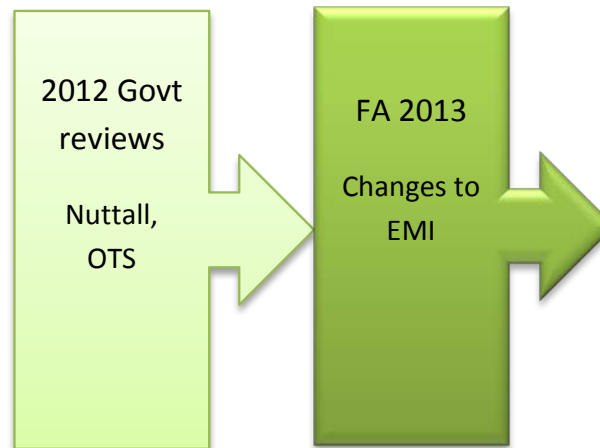 2012 Govt
reviews
Nuttall,
OTS
FA 2013
Changes to
EMI